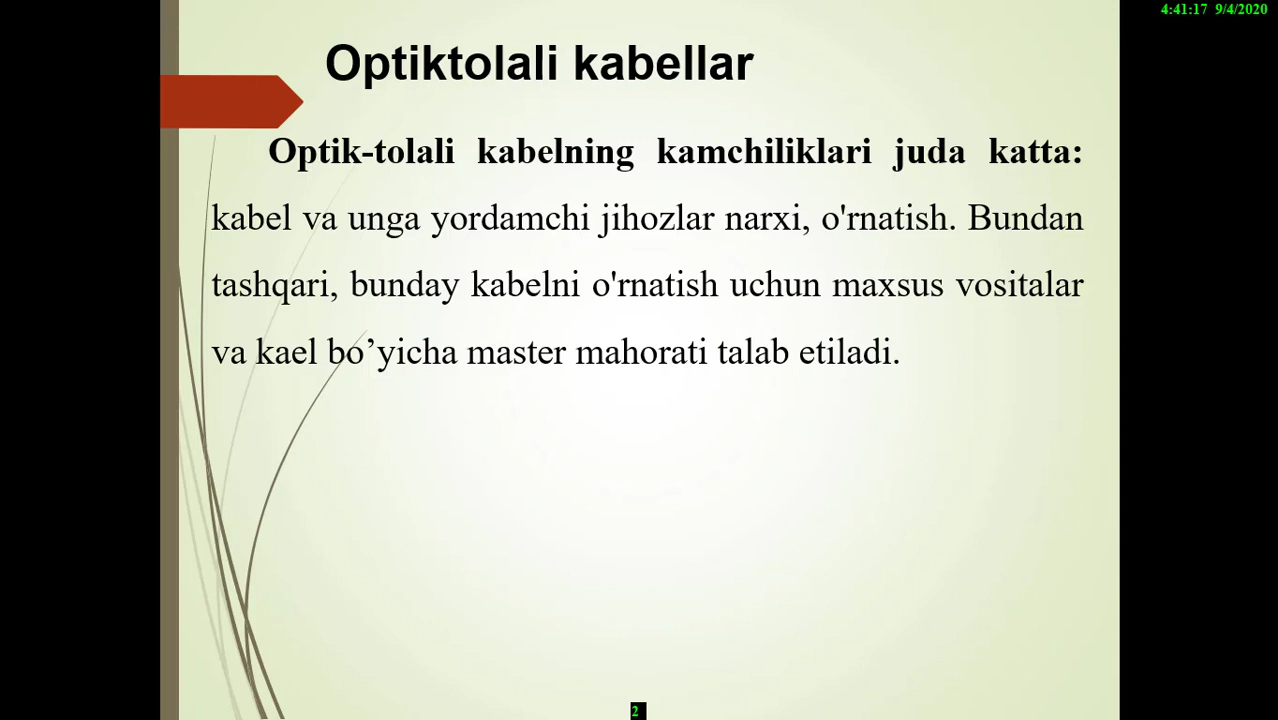 4:41:17 9/4/2020
Optiktolali kabellar
Optik-tolali kabelning kamchiliklari juda katta:
kabel va unga yordamchi jihozlar narxi, o'rnatish. Bundan
tashqari, bunday kabelni o'rnatish uchun maxsus vositalar
va kael bo’yicha master mahorati talab etiladi.
2